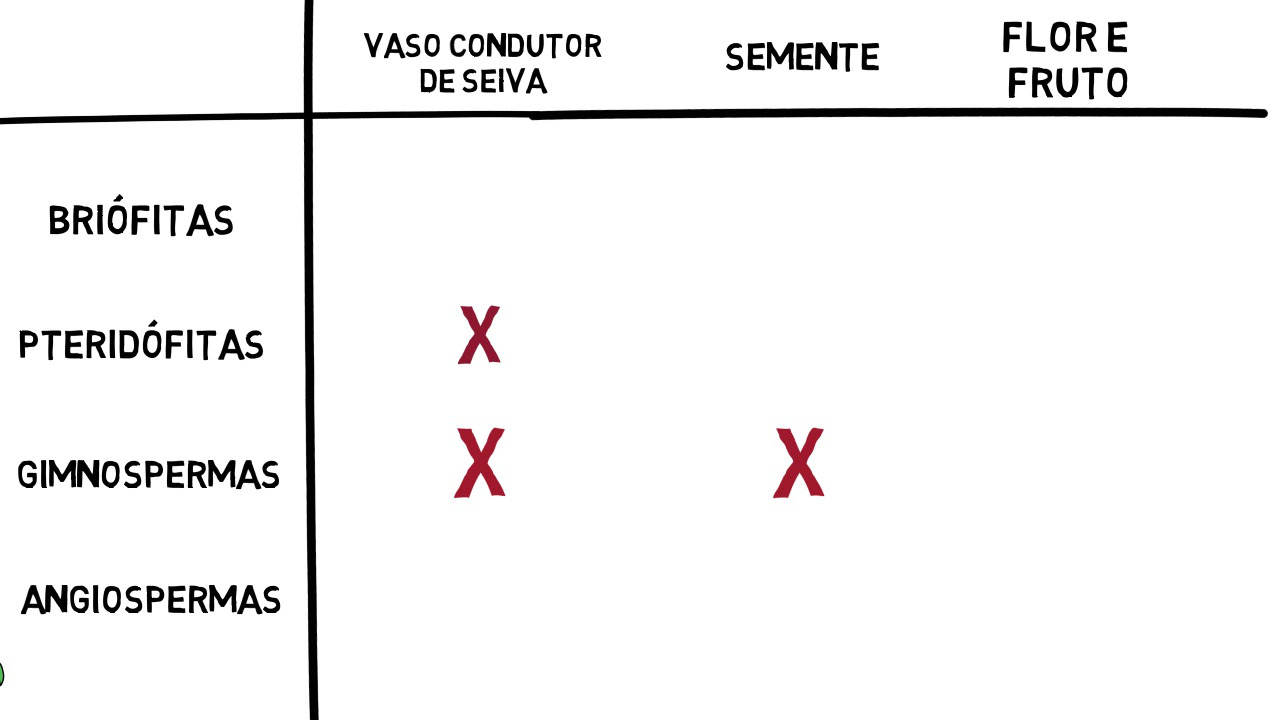 VASO CONDUTOR
DE SEIVA
SEMENTE
FLOR E
FRUTO
BRIÓFITAS
PTERIDÓFITAS
X
GIMNOSPERMAS
X
X
ANGIOSPERMAS